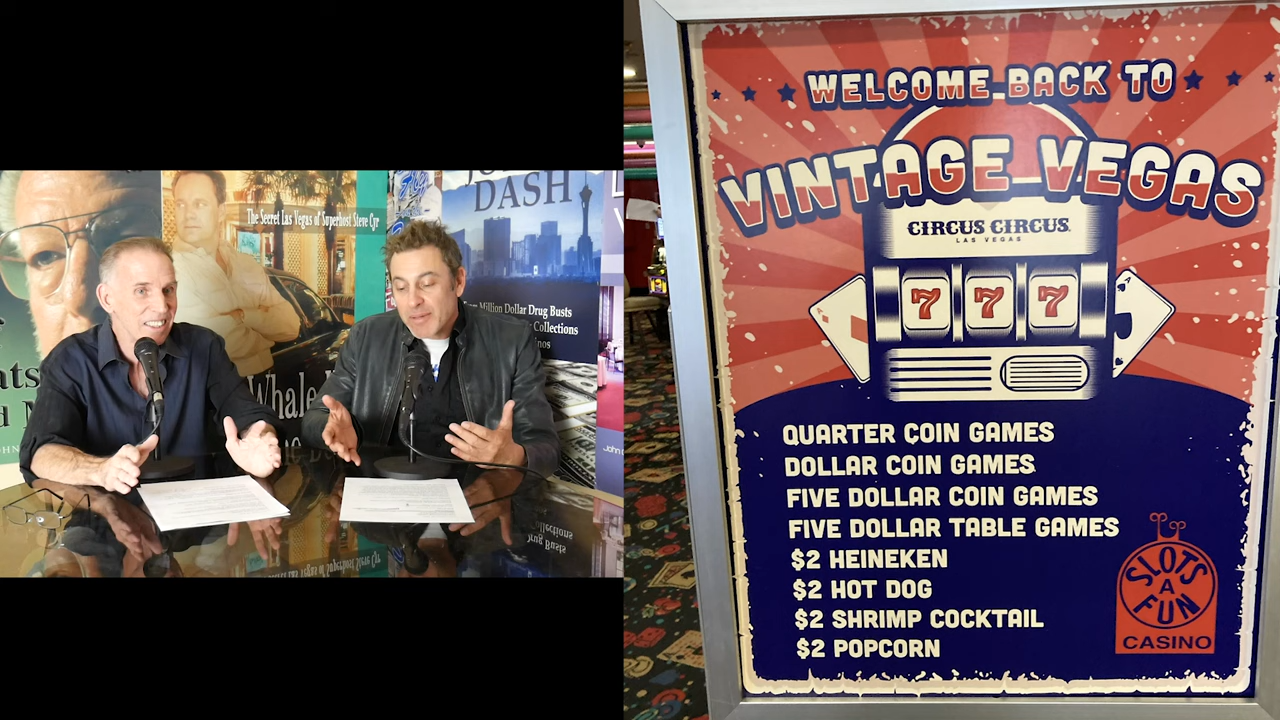 The Secret Las Vegas of Superhost Steve Cyr
Whale
DASH
Million Dollar Drug Busts
Collections
WELCOME BACK TO
VINTAGE VEGAS
CIRCUS CIRCUS
LAS VEGAS
7 7 7
A
QUARTER COIN GAMES
DOLLAR COIN GAMES
FIVE DOLLAR COIN GAMES
FIVE DOLLAR TABLE GAMES
$2 HEINEKEN
$2 HOT DOG
$2 SHRIMP COCKTAIL
$2 POPCORN
SLOTS
A
FUN
CASINO